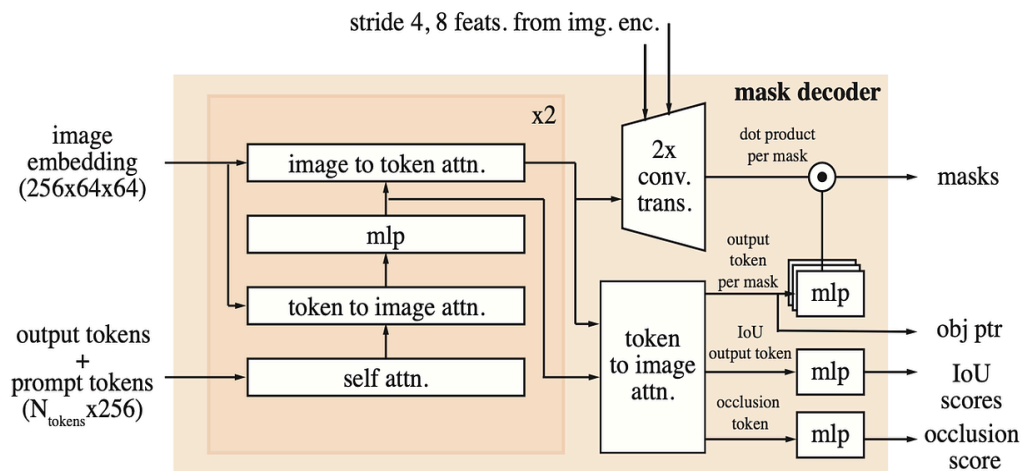 stride 4, 8 feats. from img. enc.
mask decoder
x2
image
embedding
(256x64x64)
image to token attn.
mlp
token to image attn.
self attn.
output tokens
+
prompt tokens
(Ntokensx256)
2x
conv.
trans.
dot product
per mask
masks
output
token
per mask
mlp
obj ptr
token
to image
attn.
IoU
output token
mlp
IoU
scores
occlusion
token
mlp
occlusion
score